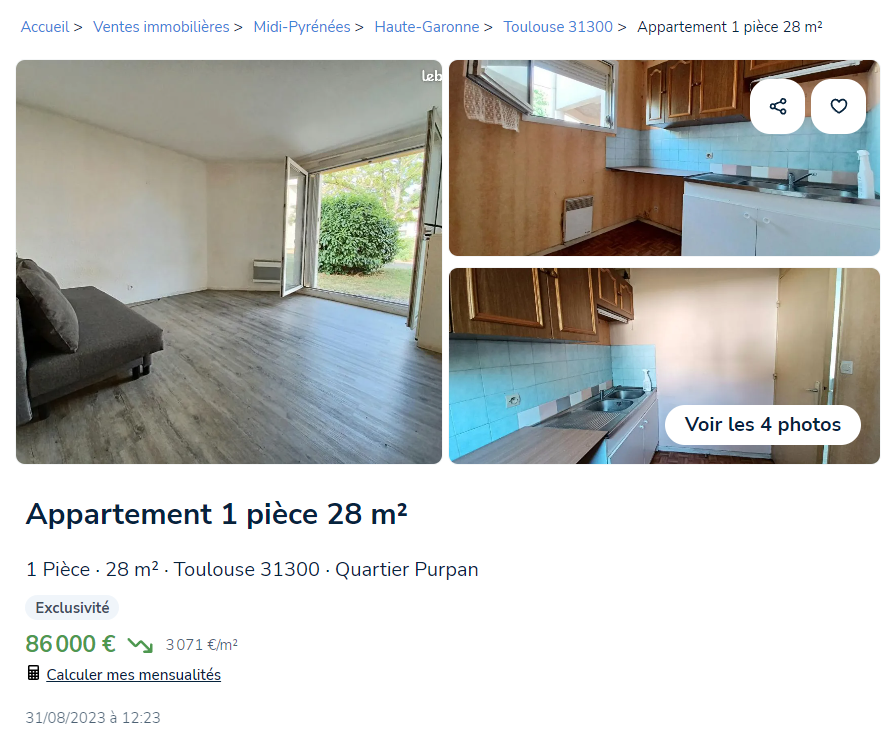 Accueil > Ventes immobilières > Midi-Pyrénées > Haute-Garonne > Toulouse 31300 > Appartement 1 pièce 28 m²
leb
Voir les 4 photos
Appartement 1 pièce 28 m²
1 Pièce · 28 m² · Toulouse 31300 · Quartier Purpan
Exclusivité
86 000 € 3 071 €/m²
Calculer mes mensualités
31/08/2023 à 12:23